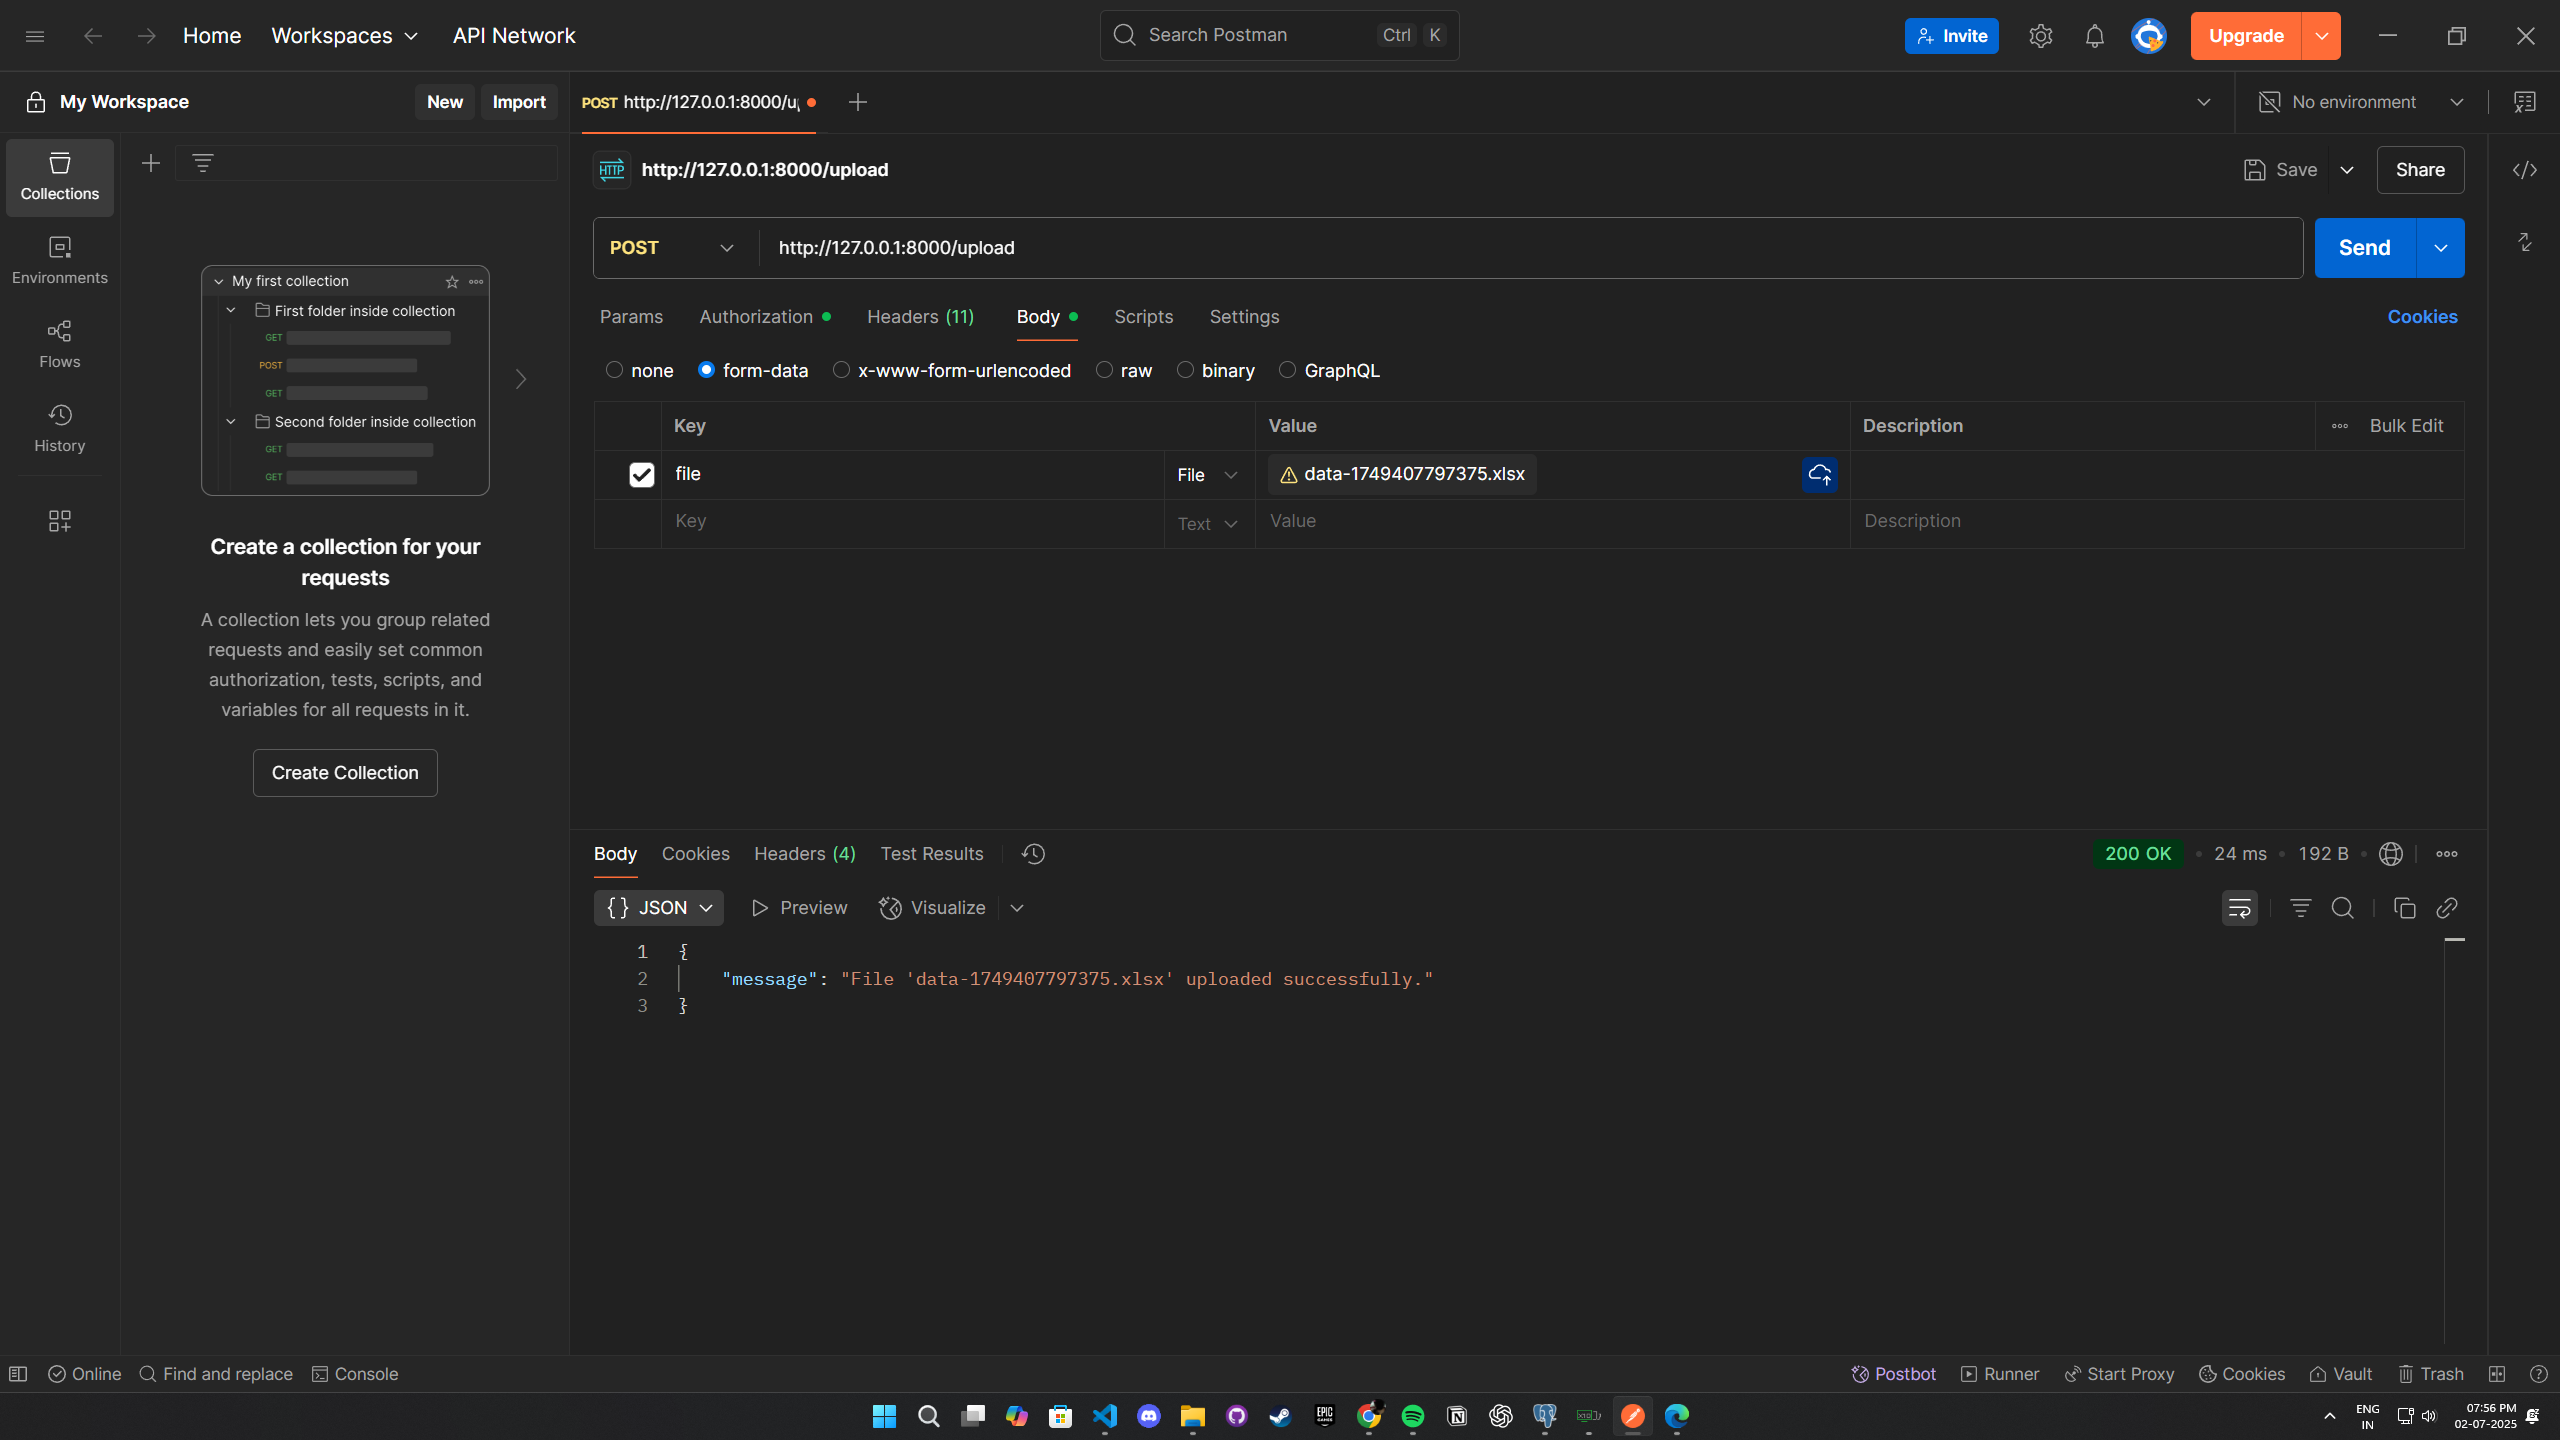 Home Workspaces API Network Search Postman Ctrl K Invite Upgrade
My Workspace New Import POST http://127.0.0.1:8000/u No environment
HTTP http://127.0.0.1:8000/upload Save Share
Collections
Environments
Flows
History
My first collection
First folder inside collection
GET
POST
GET
Second folder inside collection
GET
GET
Create a collection for your
requests
A collection lets you group related
requests and easily set common
authorization, tests, scripts, and
variables for all requests in it.
Create Collection
POST http://127.0.0.1:8000/upload Send
Params Authorization Headers (11) Body Scripts Settings Cookies
none form-data x-www-form-urlencoded raw binary GraphQL
Key Value Description Bulk Edit
file File data-1749407797375.xlsx
Key Text Value Description
Body Cookies Headers (4) Test Results 200 OK 24 ms 192 B
{} JSON Preview Visualize
1 {
2 "message": "File 'data-1749407797375.xlsx' uploaded successfully."
3 }
Online Find and replace Console Postbot Runner Start Proxy Cookies Vault Trash
EPIC GAMES
ENG 07:56 PM
IN 02-07-2025